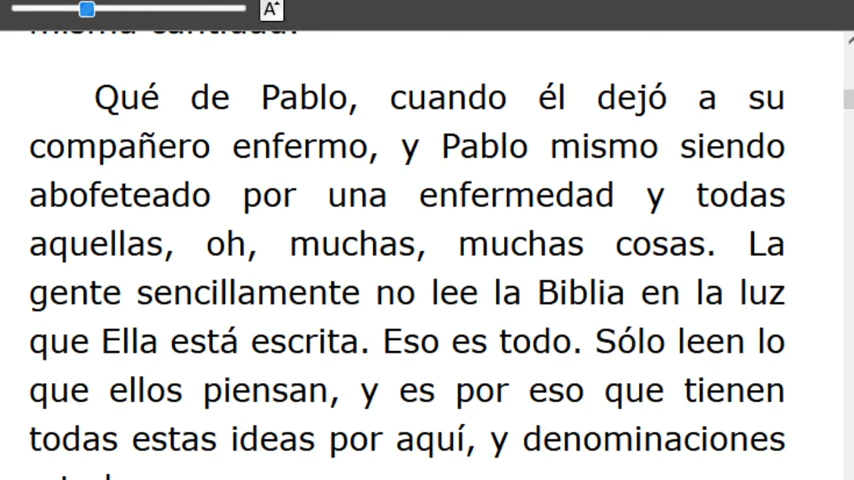 A
misma santidad.
Qué de Pablo, cuando él dejó a su
compañero enfermo, y Pablo mismo siendo
abofeteado por una enfermedad y todas
aquellas, oh, muchas, muchas cosas. La
gente sencillamente no lee la Biblia en la luz
que Ella está escrita. Eso es todo. Sólo leen lo
que ellos piensan, y es por eso que tienen
todas estas ideas por aquí, y denominaciones